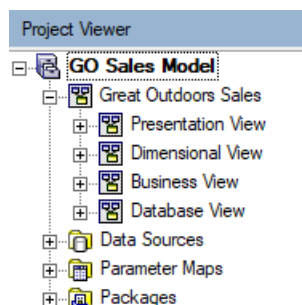 Project Viewer
GO Sales Model
Great Outdoors Sales
Presentation View
Dimensional View
Business View
Database View
Data Sources
Parameter Maps
Packages